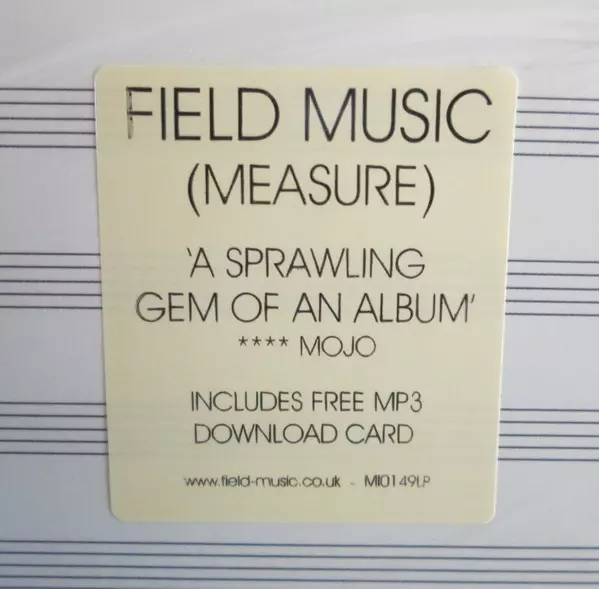 FIELD MUSIC
(MEASURE)
'A SPRAWLING
GEM OF AN ALBUM'
**** MOJO
INCLUDES FREE MP3
DOWNLOAD CARD
www.field-music.co.uk - MI0149LP